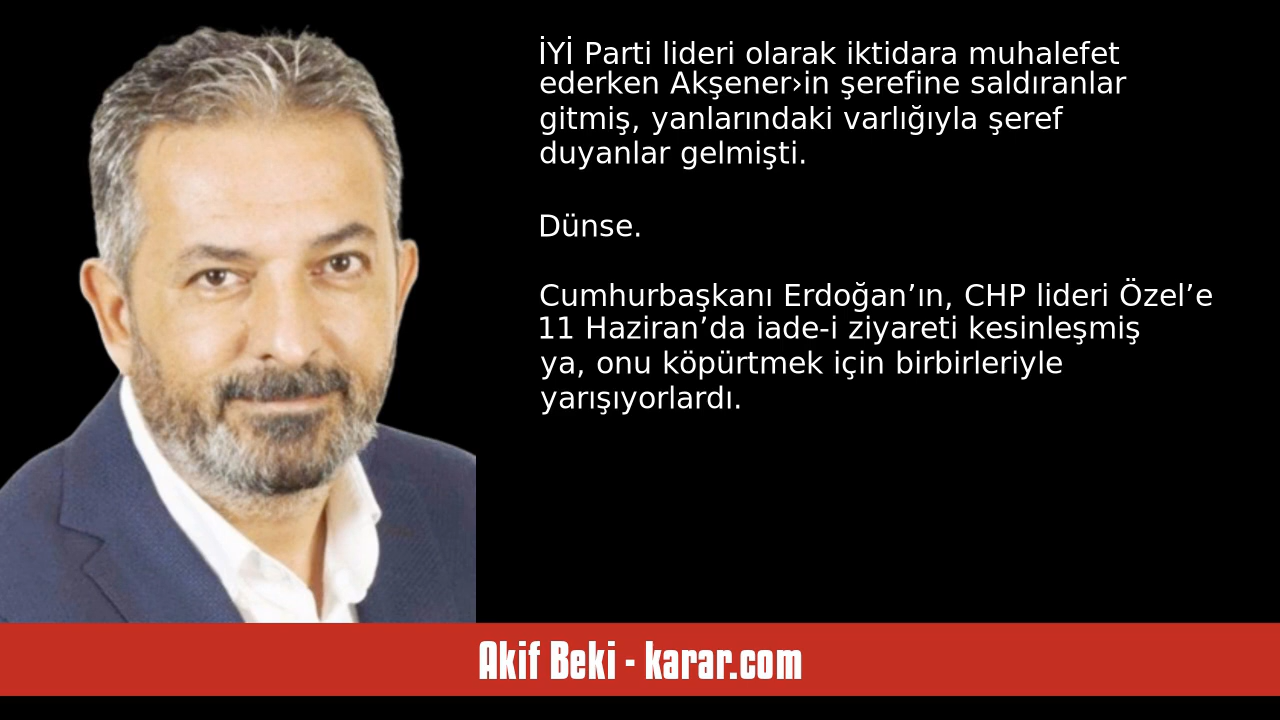 İYİ Parti lideri olarak iktidara muhalefet
ederken Akşener›in şerefine saldıranlar
gitmiş, yanlarındaki varlığıyla şeref
duyanlar gelmişti.
Dünse.
Cumhurbaşkanı Erdoğan’ın, CHP lideri Özel’e
11 Haziran’da iade-i ziyareti kesinleşmiş
ya, onu köpürtmek için birbirleriyle
yarışıyorlardı.
Akif Beki - karar.com